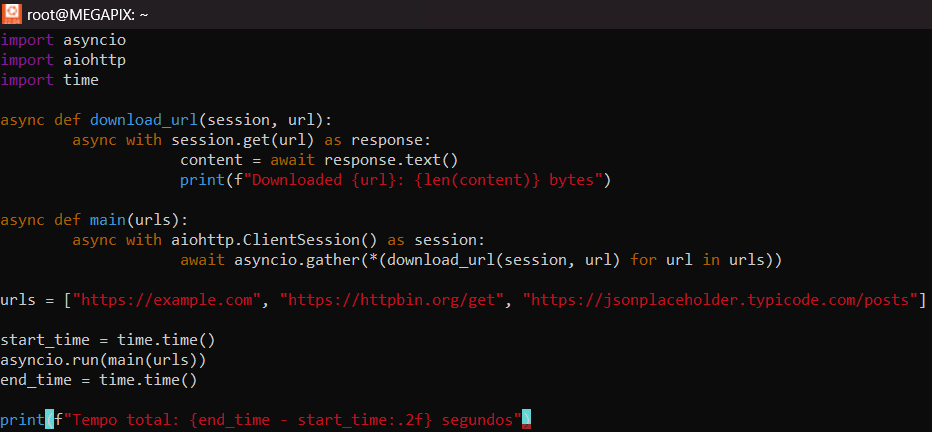 root@MEGAPIX: ~
import asyncio
import aiohttp
import time
async def download_url(session, url):
async with session.get(url) as response:
content = await response.text()
print(f"Downloaded {url}: {len(content)} bytes")
async def main(urls):
async with aiohttp.ClientSession() as session:
await asyncio.gather(*(download_url(session, url) for url in urls))
urls = ["https://example.com", "https://httpbin.org/get", "https://jsonplaceholder.typicode.com/posts"]
start_time = time.time()
asyncio.run(main(urls))
end_time = time.time()
print(f"Tempo total: {end_time - start_time:.2f} segundos")